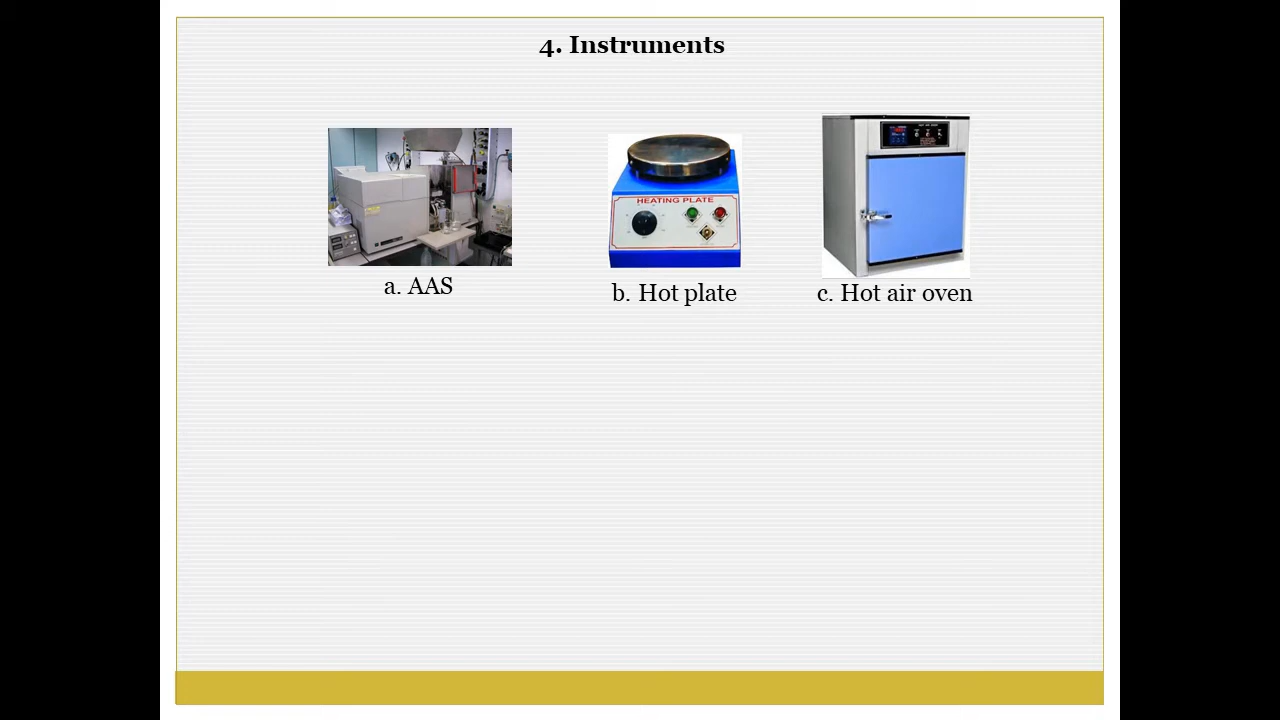 4. Instruments
HEATING PLATE
a. AAS
b. Hot plate
c. Hot air oven